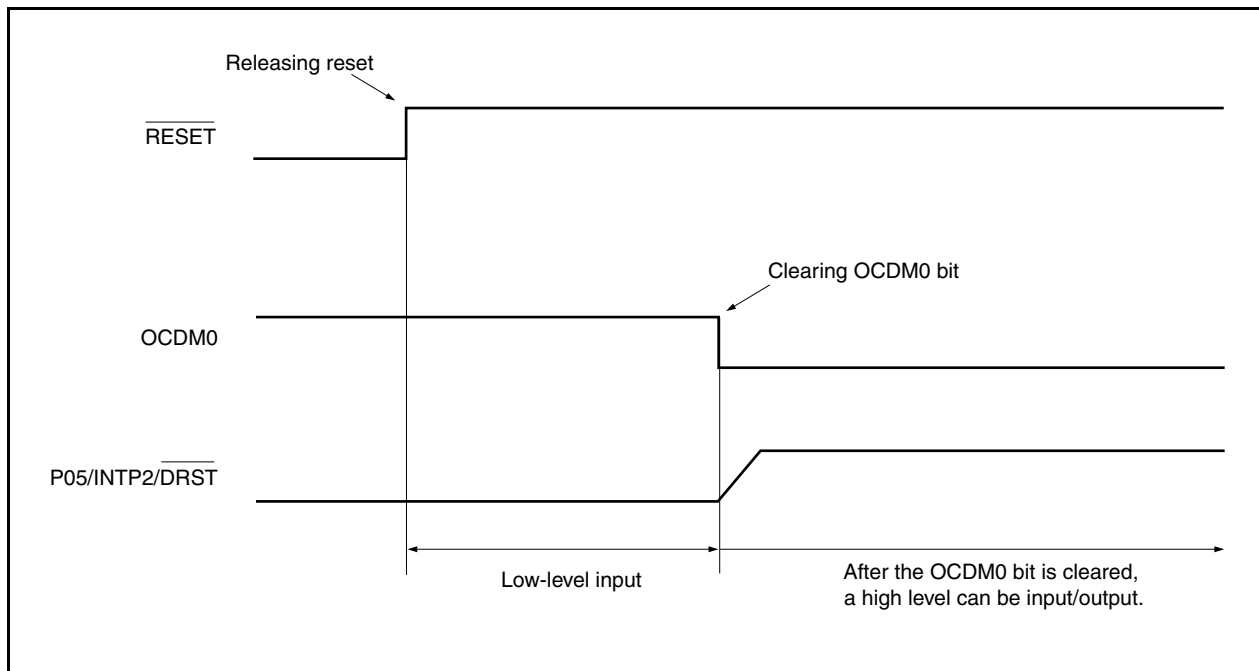 Releasing reset
RESET
Clearing OCDM0 bit
OCDM0
P05/INTP2/DRST
Low-level input
After the OCDM0 bit is cleared,
a high level can be input/output.